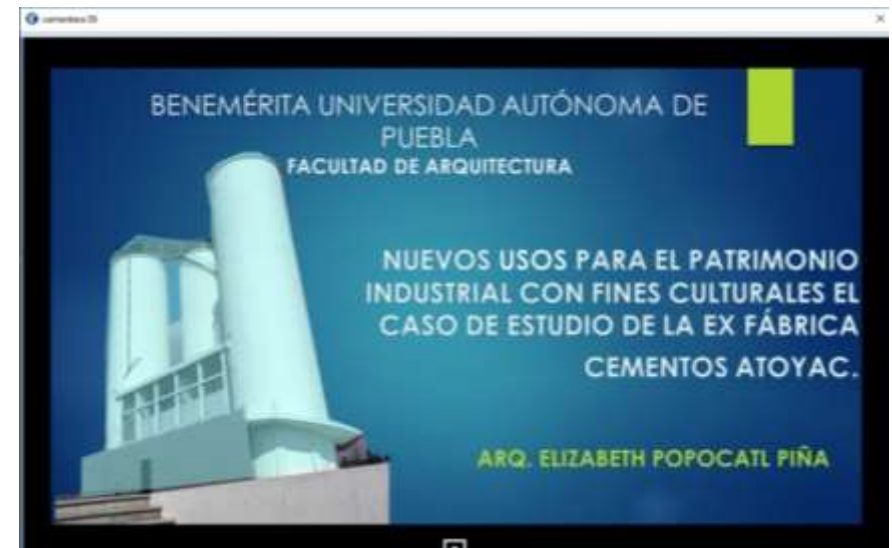 BENEMÉRITA UNIVERSIDAD AUTÓNOMA DE
PUEBLA
FACULTAD DE ARQUITECTURA
NUEVOS USOS PARA EL PATRIMONIO
INDUSTRIAL CON FINES CULTURALES EL
CASO DE ESTUDIO DE LA EX FÁBRICA
CEMENTOS ATOYAC.
ARQ. ELIZABETH POPOCATL PIÑA